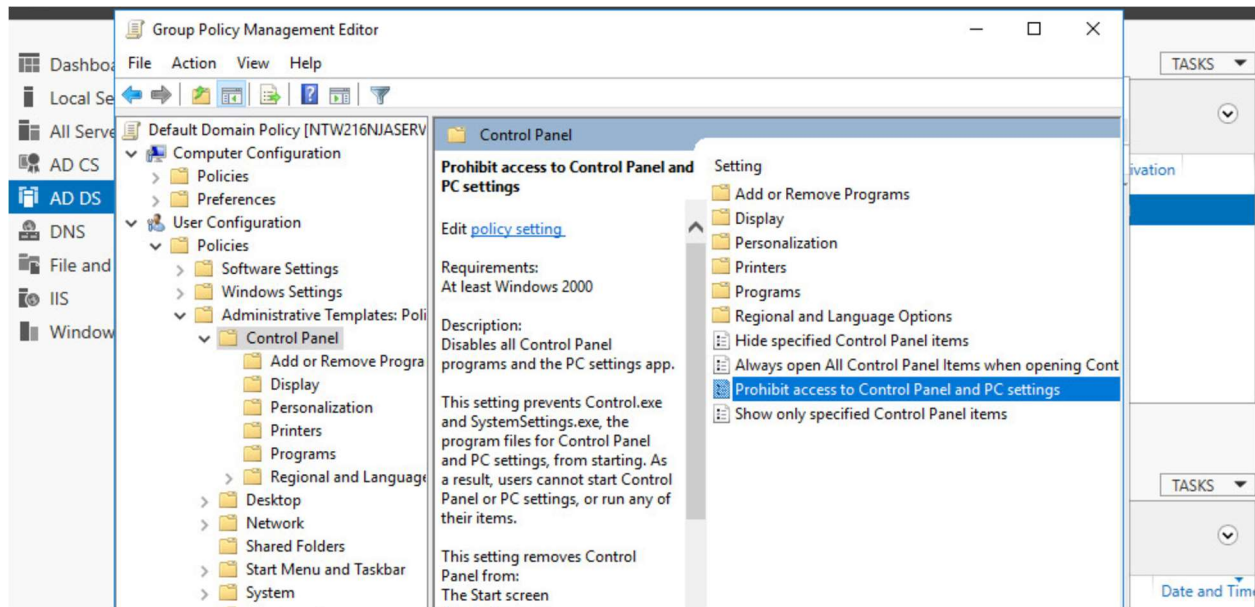 Group Policy Management Editor
File Action View Help
TASKS
Dashboa
Local Se
All Serve
AD CS
AD DS
DNS
File and
IIS
Window
Default Domain Policy [NTW216NJASERV
Computer Configuration
Policies
Preferences
User Configuration
Policies
Software Settings
Windows Settings
Administrative Templates: Poli
Control Panel
Add or Remove Progra
Display
Personalization
Printers
Programs
Regional and Language
Desktop
Network
Shared Folders
Start Menu and Taskbar
System
Control Panel
Prohibit access to Control Panel and
PC settings
Edit policy setting
Requirements:
At least Windows 2000
Description:
Disables all Control Panel
programs and the PC settings app.
This setting prevents Control.exe
and SystemSettings.exe, the
program files for Control Panel
and PC settings, from starting. As
a result, users cannot start Control
Panel or PC settings, or run any of
their items.
This setting removes Control
Panel from:
The Start screen
Setting
Add or Remove Programs
Display
Personalization
Printers
Programs
Regional and Language Options
Hide specified Control Panel items
Always open All Control Panel Items when opening Cont
Prohibit access to Control Panel and PC settings
Show only specified Control Panel items
ivation
TASKS
Date and Tim